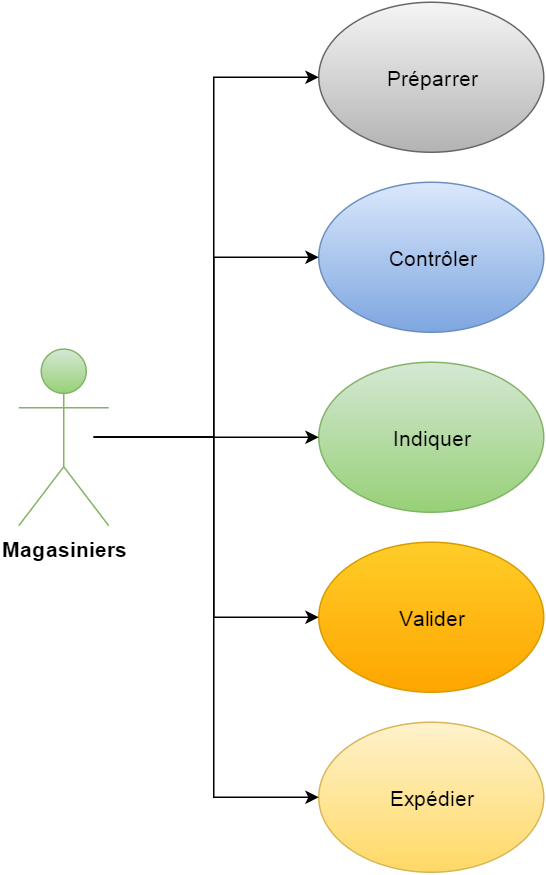 Préparrer
Contrôler
Indiquer
Magasiniers
Valider
Expédier